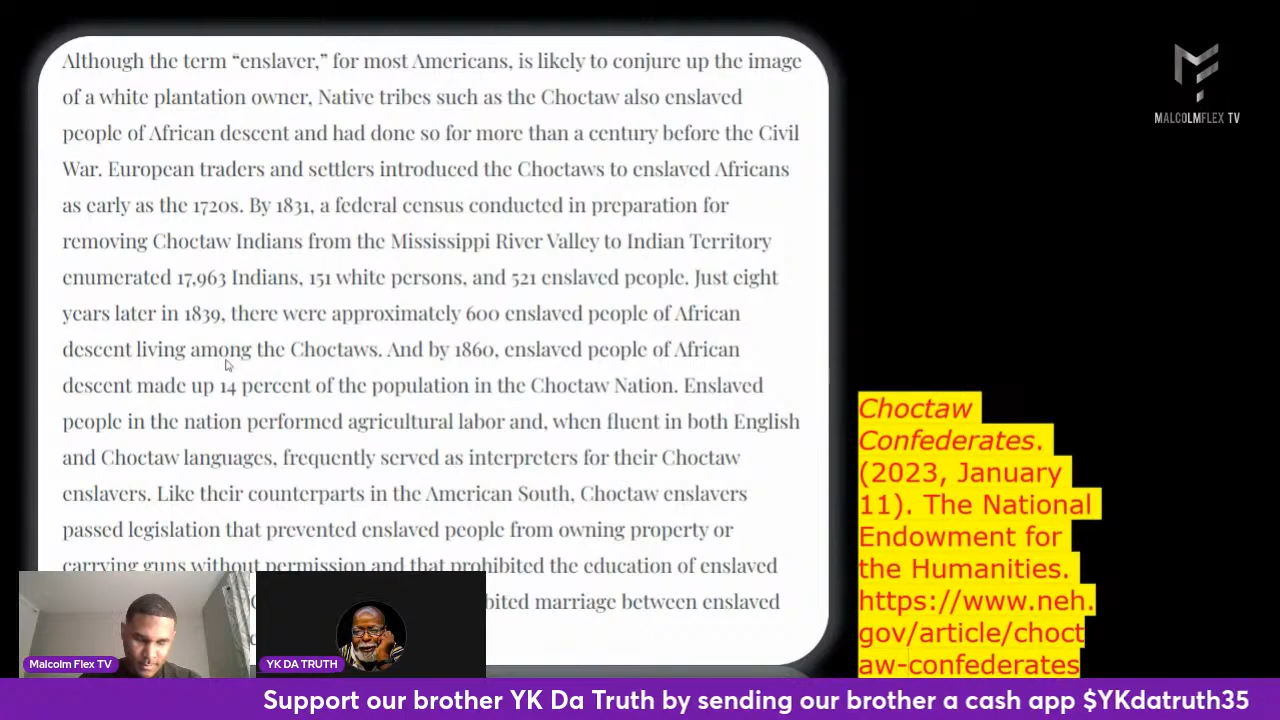 Although the term “enslaver,” for most Americans, is likely to conjure up the image
of a white plantation owner, Native tribes such as the Choctaw also enslaved
people of African descent and had done so for more than a century before the Civil
War. European traders and settlers introduced the Choctaws to enslaved Africans
as early as the 1720s. By 1831, a federal census conducted in preparation for
removing Choctaw Indians from the Mississippi River Valley to Indian Territory
enumerated 17,963 Indians, 151 white persons, and 521 enslaved people. Just eight
years later in 1839, there were approximately 600 enslaved people of African
descent living among the Choctaws. And by 1860, enslaved people of African
descent made up 14 percent of the population in the Choctaw Nation. Enslaved
people in the nation performed agricultural labor and, when fluent in both English
and Choctaw languages, frequently served as interpreters for their Choctaw
enslavers. Like their counterparts in the American South, Choctaw enslavers
passed legislation that prevented enslaved people from owning property or
carrying guns without permission and that prohibited the education of enslaved
marriage between enslaved
MALCOLMFLEX TV
Choctaw
Confederates.
(2023, January
11). The National
Endowment for
the Humanities.
https://www.neh.
gov/article/choct
aw-confederates
Malcolm Flex TV
YK DA TRUTH
Support our brother YK Da Truth by sending our brother a cash app $YKdatruth35